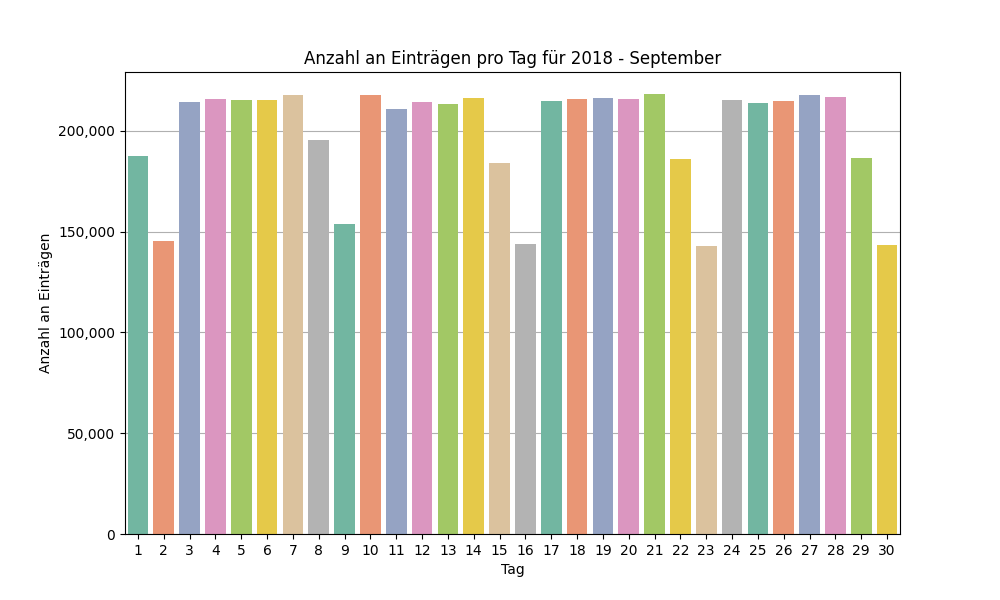 Anzahl an Einträgen pro Tag für 2018 - September
Anzahl an Einträgen
200,000
150,000
100,000
50,000
0
1 2 3 4 5 6 7 8 9 10 11 12 13 14 15 16 17 18 19 20 21 22 23 24 25 26 27 28 29 30
Tag